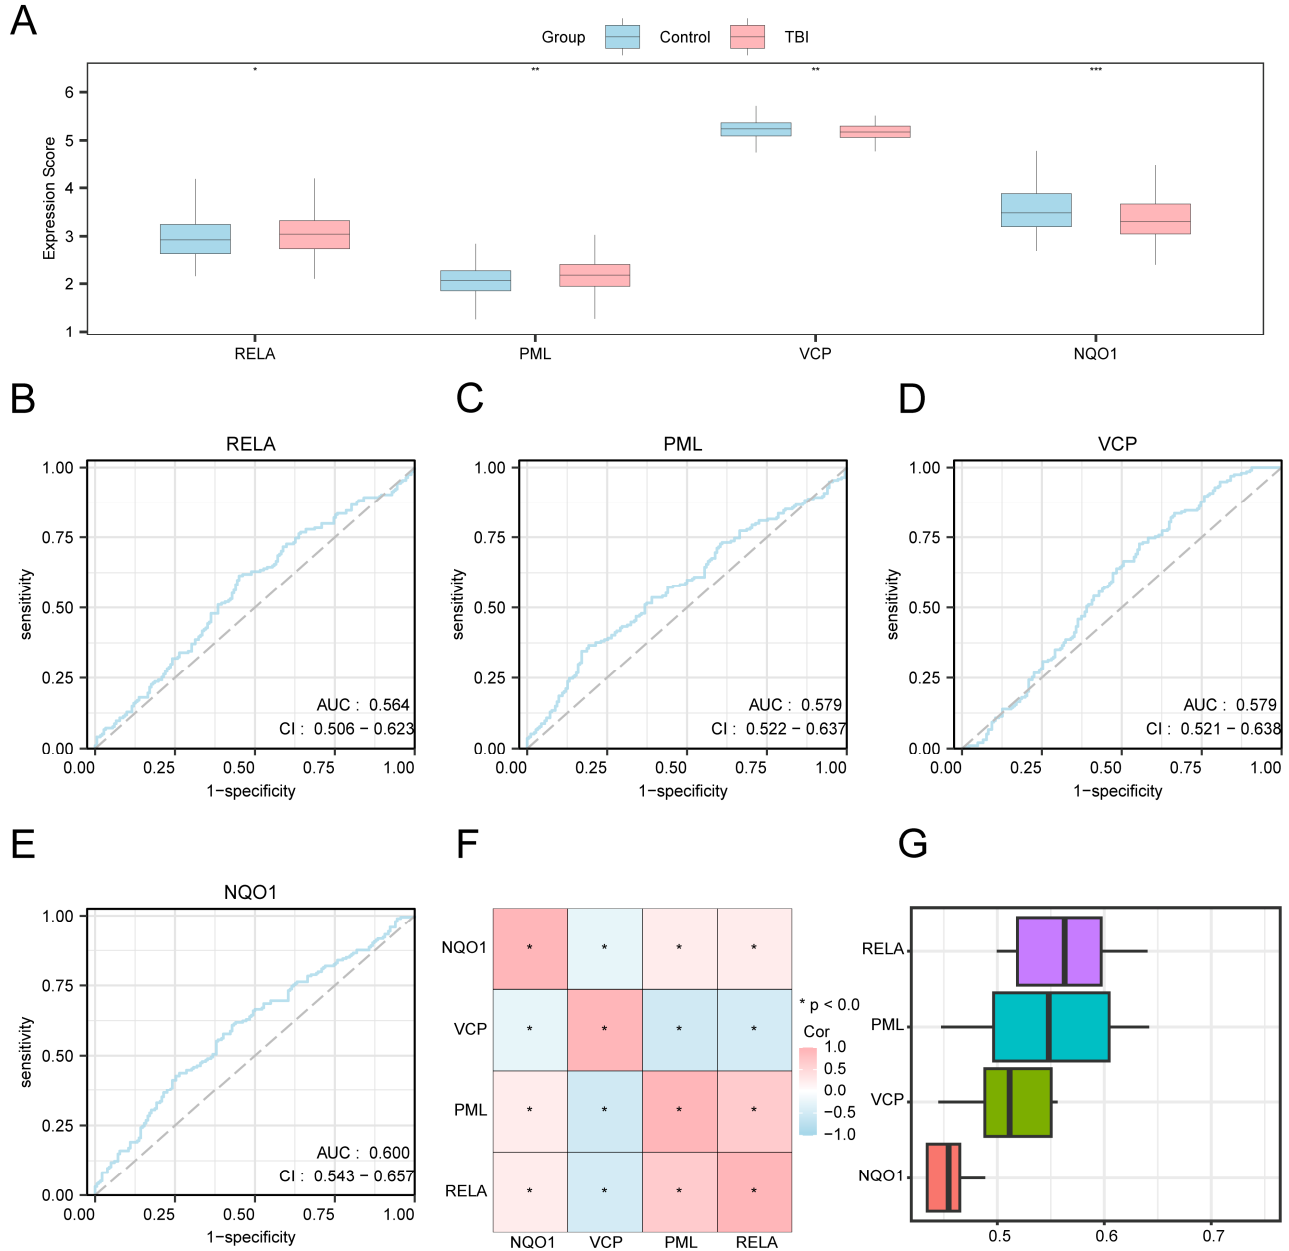 A
Group Control TBI
* ** ** ***
Expression Score
6
5
4
3
2
1
RELA PML VCP NQO1
B
RELA
sensitivity
1.00
0.75
0.50
0.25
0.00
AUC : 0.564
CI : 0.506 − 0.623
0.00 0.25 0.50 0.75 1.00
1−specificity
C
PML
sensitivity
1.00
0.75
0.50
0.25
0.00
AUC : 0.579
CI : 0.522 − 0.637
0.00 0.25 0.50 0.75 1.00
1−specificity
D
VCP
sensitivity
1.00
0.75
0.50
0.25
0.00
AUC : 0.579
CI : 0.521 − 0.638
0.00 0.25 0.50 0.75 1.00
1−specificity
E
NQO1
sensitivity
1.00
0.75
0.50
0.25
0.00
AUC : 0.600
CI : 0.543 − 0.657
0.00 0.25 0.50 0.75 1.00
1−specificity
F
NQO1 * * * *
VCP * * * *
PML * * * *
RELA * * * *
NQO1 VCP PML RELA
* p < 0.0
Cor
1.0
0.5
0.0
−0.5
−1.0
G
RELA
PML
VCP
NQO1
0.5 0.6 0.7